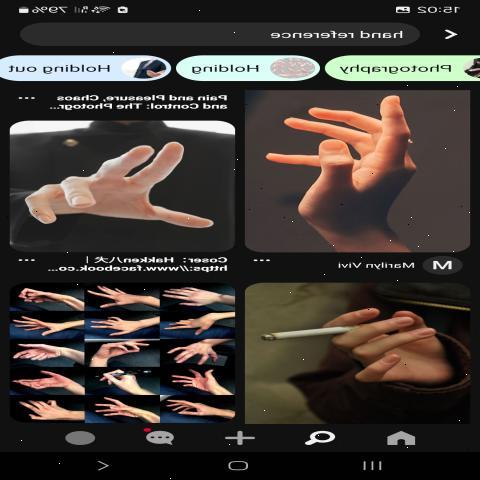 15:02
79%
hand reference
Photography
Holding
Holding out
Pain and Pleasure, Chaos
and Control: The Photogr...
Marilyn Vivi
M
Coser：Hakken八犬 |
https://www.facebook.co...